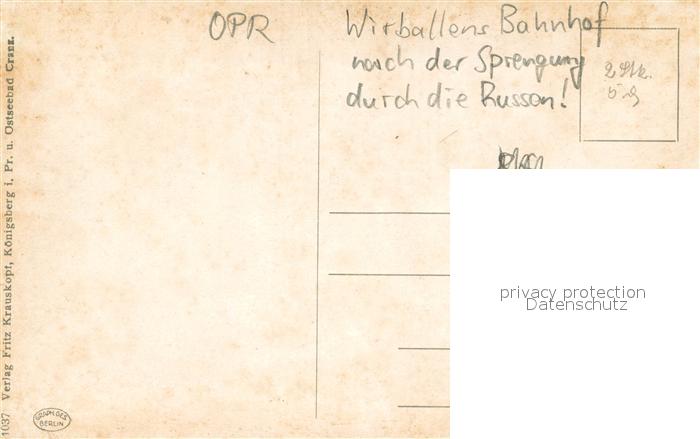 OPR
Wirballens Bahnhof
nach der Sprengung
durch die Russen!
1037 Verlag Fritz Krauskopf, Königsberg i. Pr. u. Ostseebad Cranz.
GRAPH. GES.
BERLIN
privacy protection
Datenschutz